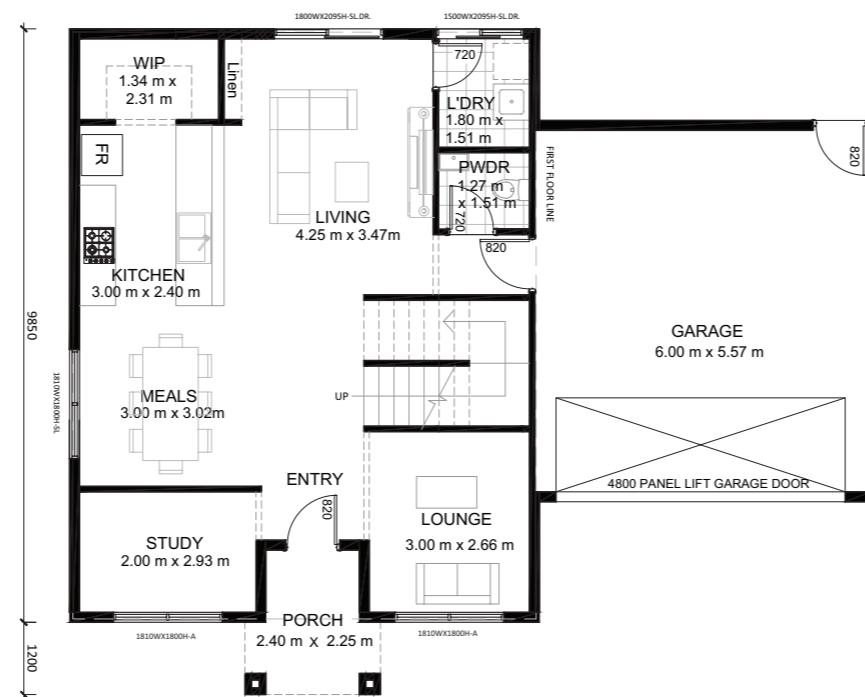 1800WX2095H-SL.DR.
1500WX2095H-SL.DR.
WIP
1.34 m x
2.31 m
Linen
720
L'DRY
1.80 m x
1.51 m
FR
PWDR
1.27 m
x 1.51 m
720
FIRST FLOOR LINE
820
LIVING
4.25 m x 3.47m
820
KITCHEN
3.00 m x 2.40 m
9850
GARAGE
6.00 m x 5.57 m
1810WX1800H-SL
MEALS
3.00 m x 3.02m
UP
ENTRY
820
4800 PANEL LIFT GARAGE DOOR
LOUNGE
3.00 m x 2.66 m
STUDY
2.00 m x 2.93 m
PORCH
2.40 m X 2.25 m
1810WX1800H-A
1810WX1800H-A
1200